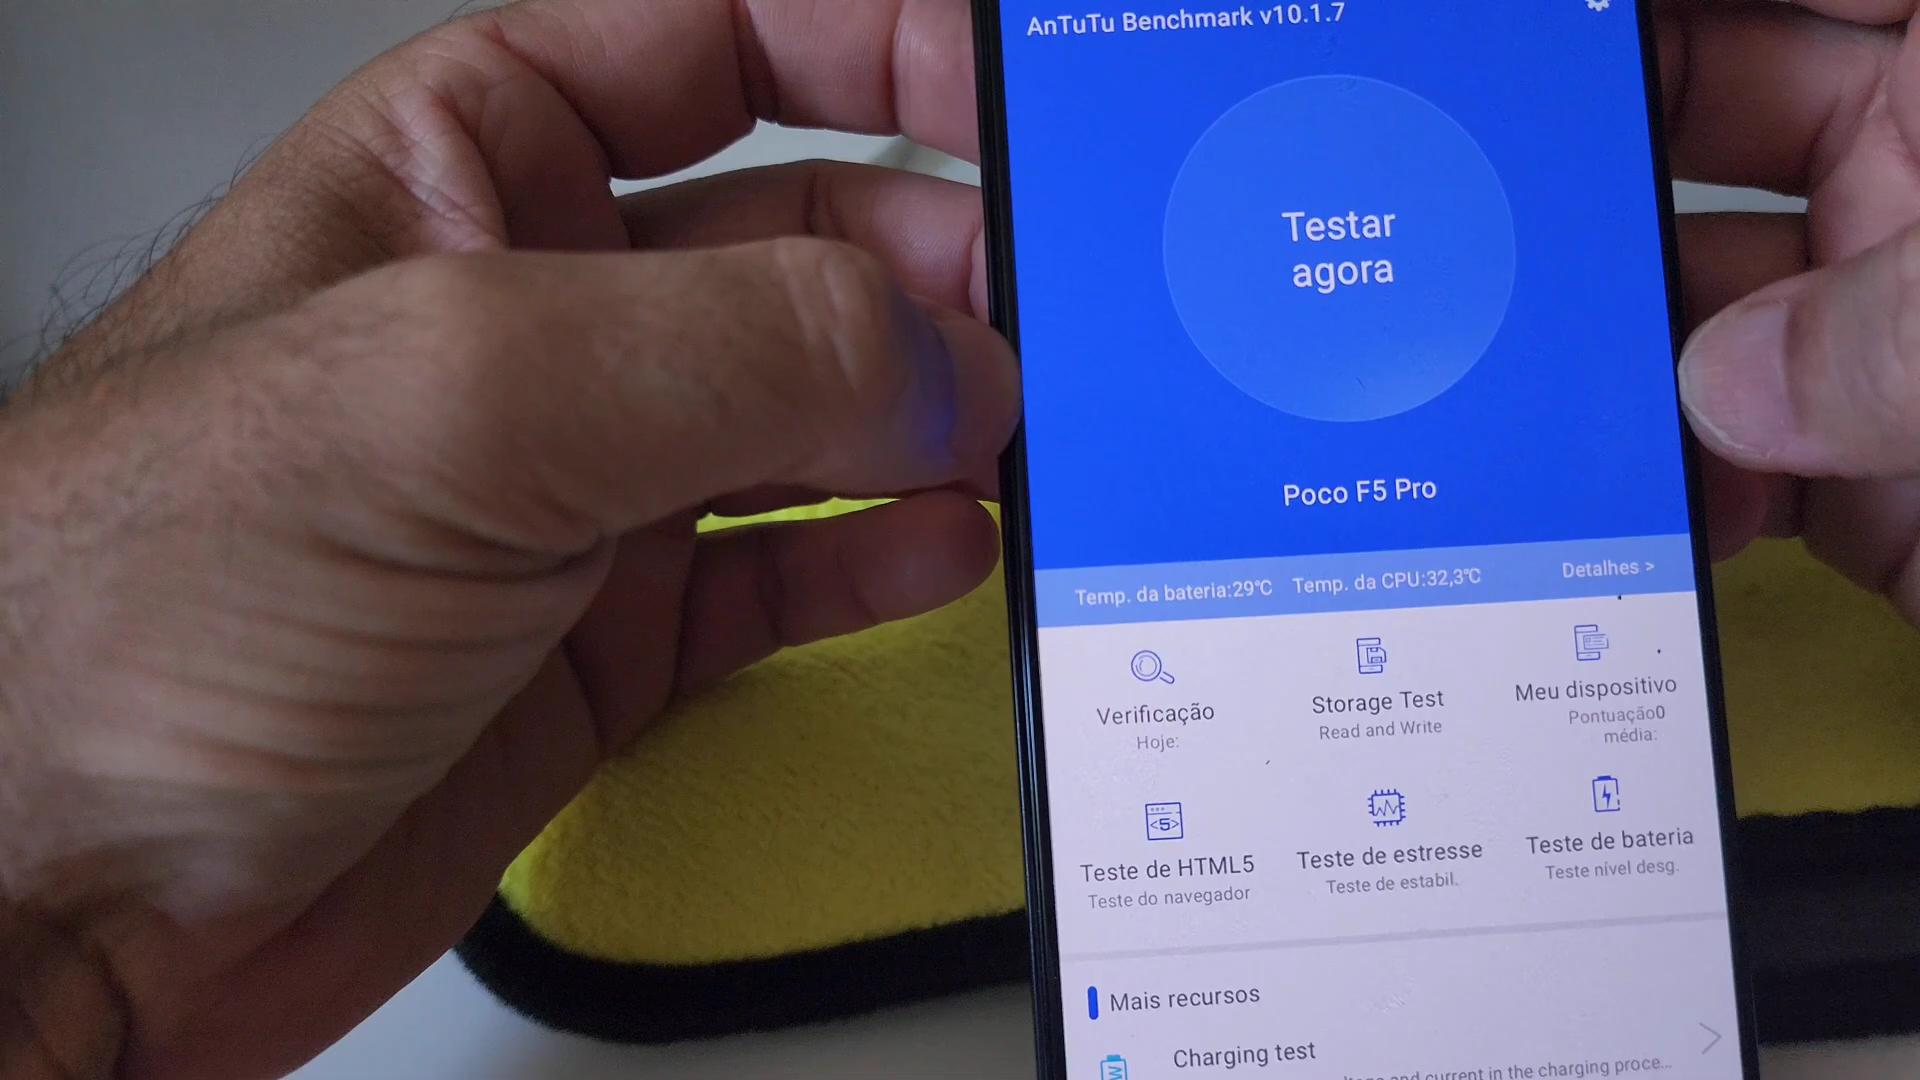 AnTuTu Benchmark v10.1.7
Testar
agora
Poco F5 Pro
Temp. da bateria:29℃ Temp. da CPU:32,3℃ Detalhes >
Verificação
Hoje:
Storage Test
Read and Write
Meu dispositivo
Pontuação0
média:
Teste de HTML5
Teste do navegador
Teste de estresse
Teste de estabil.
Teste de bateria
Teste nível desg.
Mais recursos
Charging test
and current in the charging proce...